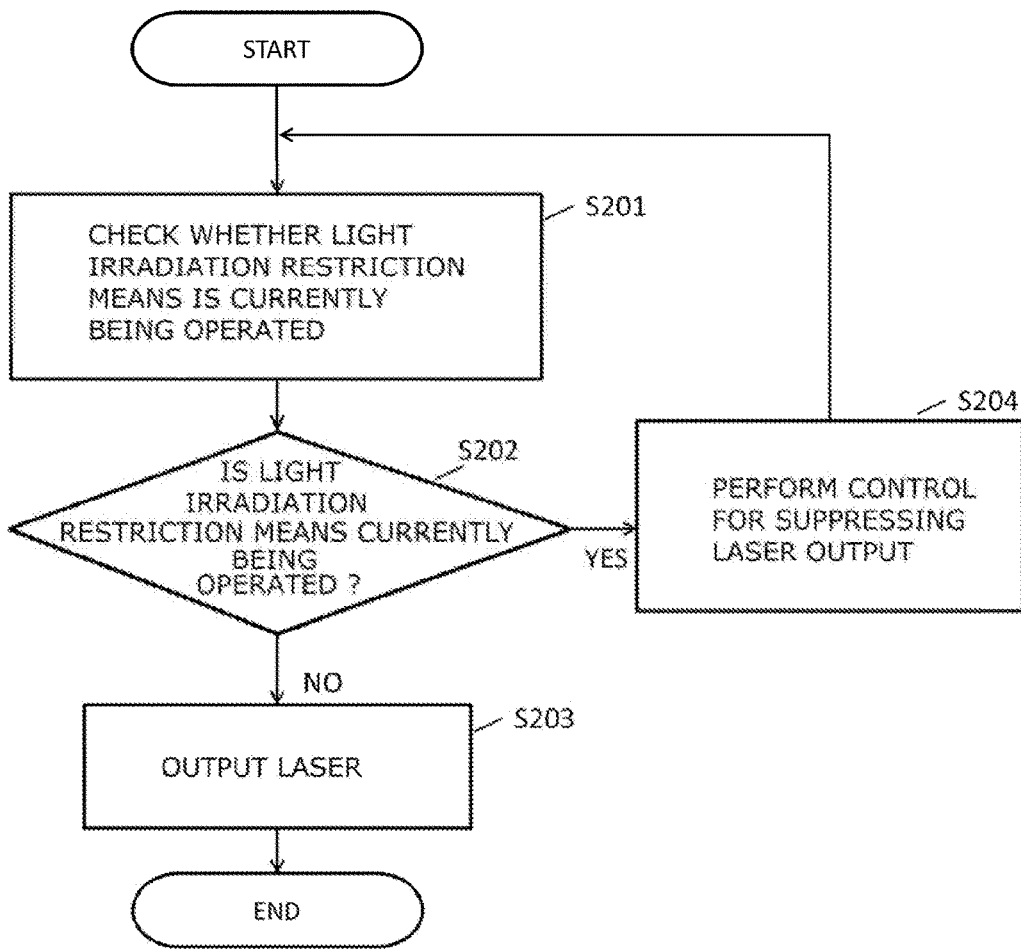 START
S201
CHECK WHETHER LIGHT
IRRADIATION RESTRICTION
MEANS IS CURRENTLY
BEING OPERATED
S202
IS LIGHT
IRRADIATION
RESTRICTION MEANS CURRENTLY
BEING
OPERATED ?
YES
S204
PERFORM CONTROL
FOR SUPPRESSING
LASER OUTPUT
NO
S203
OUTPUT LASER
END